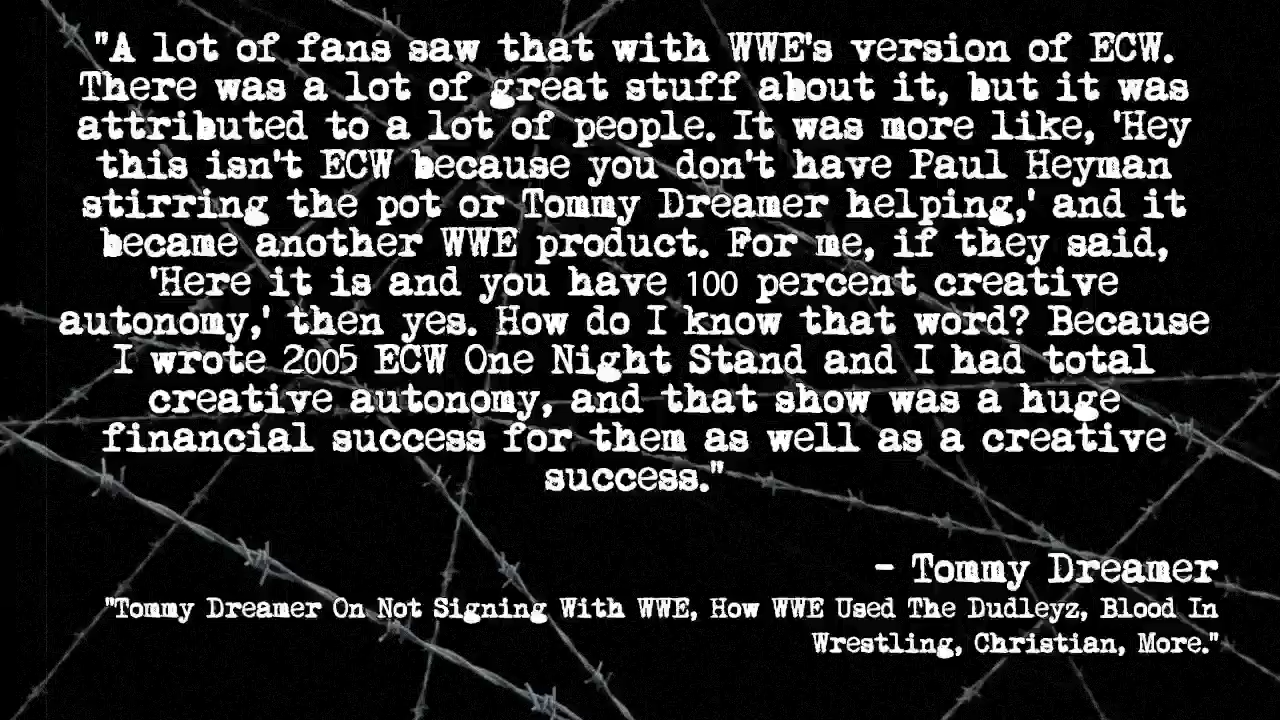 "A lot of fans saw that with WWE's version of ECW.
There was a lot of great stuff about it, but it was
attributed to a lot of people. It was more like, 'Hey
this isn't ECW because you don't have Paul Heyman
stirring the pot or Tommy Dreamer helping,' and it
became another WWE product. For me, if they said,
'Here it is and you have 100 percent creative
autonomy,' then yes. How do I know that word? Because
I wrote 2005 ECW One Night Stand and I had total
creative autonomy, and that show was a huge
financial success for them as well as a creative
success."
- Tommy Dreamer
"Tommy Dreamer On Not Signing With WWE, How WWE Used The Dudleyz, Blood In
Wrestling, Christian, More."